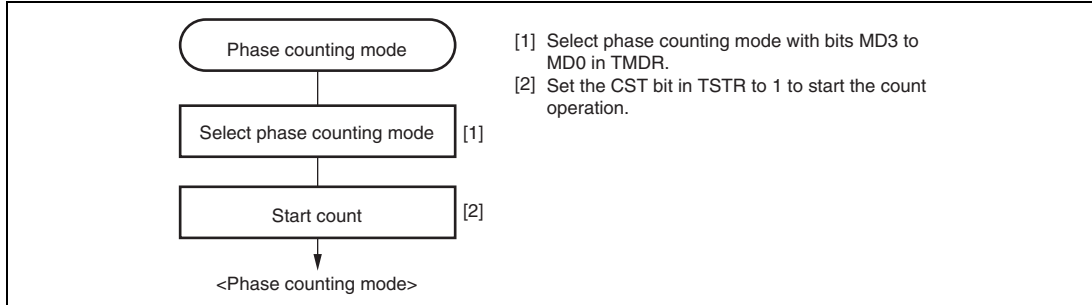 Phase counting mode
Select phase counting mode [1]
Start count [2]
<Phase counting mode>
[1] Select phase counting mode with bits MD3 to
MD0 in TMDR.
[2] Set the CST bit in TSTR to 1 to start the count
operation.